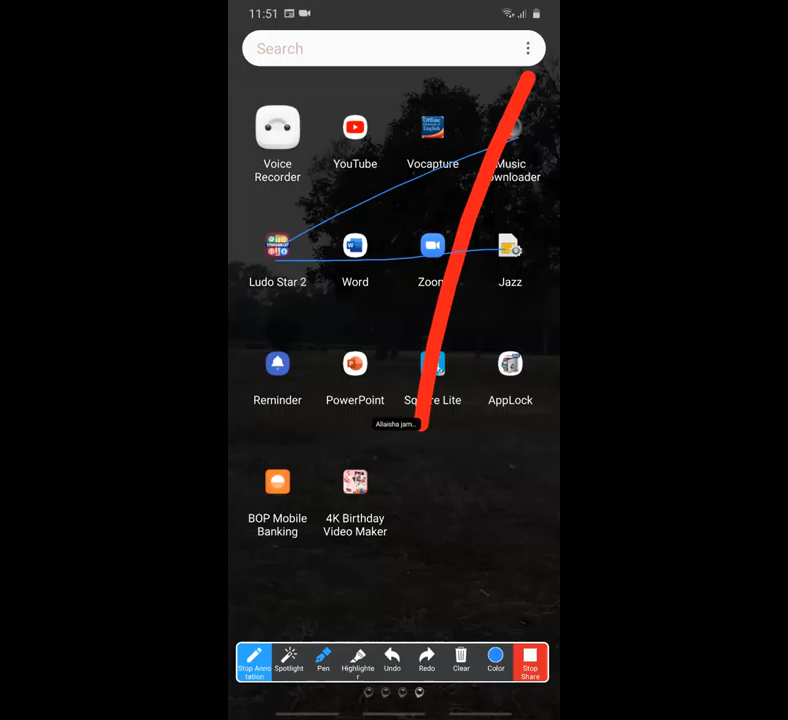 11:51
Search
Voice
Recorder
YouTube
Vocapture
Music
ownloader
Ludo Star 2
Word
Zoom
Jazz
Reminder
PowerPoint
Lite
AppLock
Allaisha jam...
BOP Mobile
Banking
4K Birthday
Video Maker
Stop Anno
tation
Spotlight
Pen
Highlighte
r
Undo
Redo
Clear
Color
Stop
Share